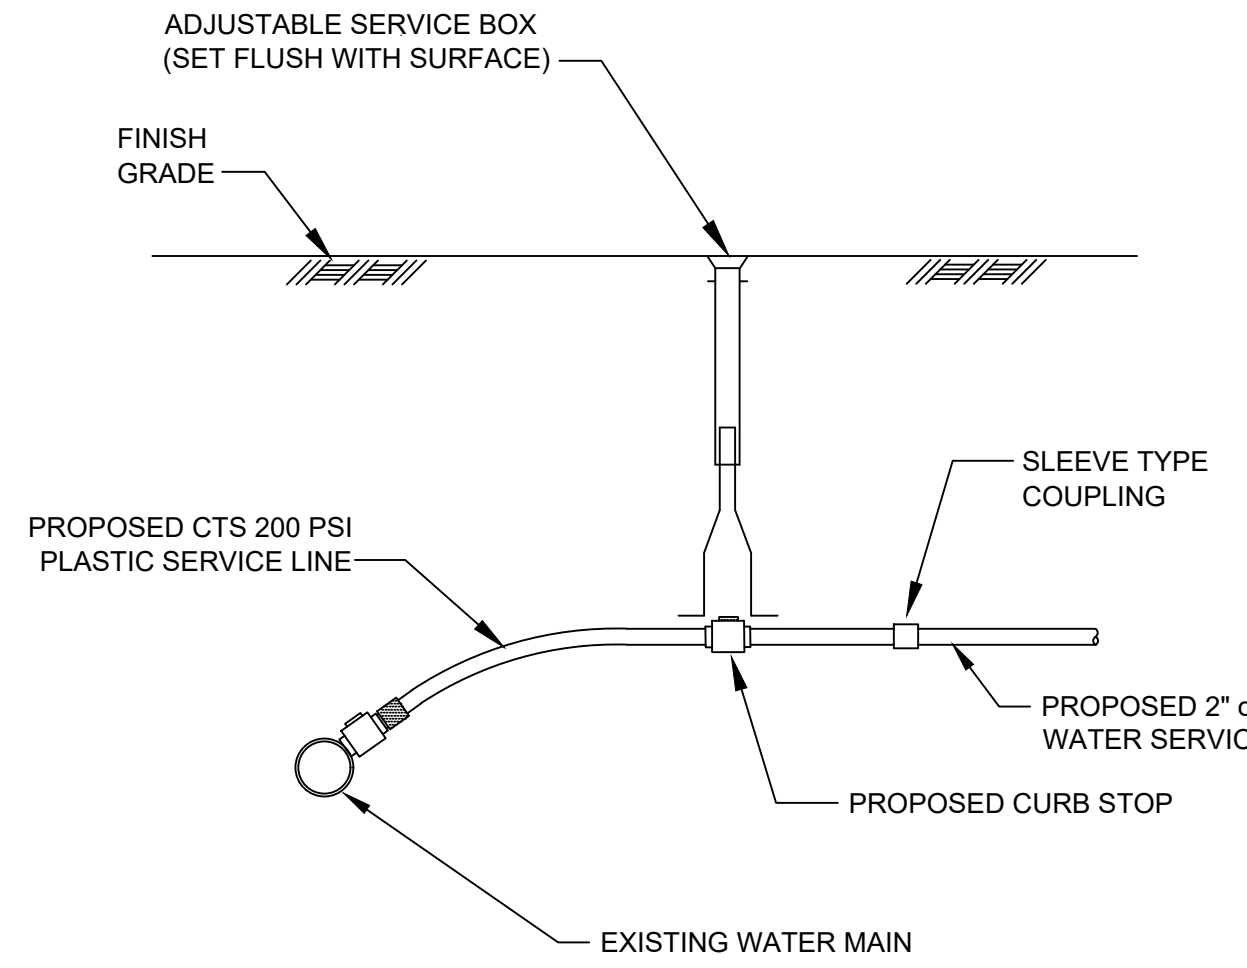 ADJUSTABLE SERVICE BOX
(SET FLUSH WITH SURFACE)
FINISH
GRADE
SLEEVE TYPE
COUPLING
PROPOSED CTS 200 PSI
PLASTIC SERVICE LINE
PROPOSED 2"
WATER
PROPOSED CURB STOP
EXISTING WATER MAIN